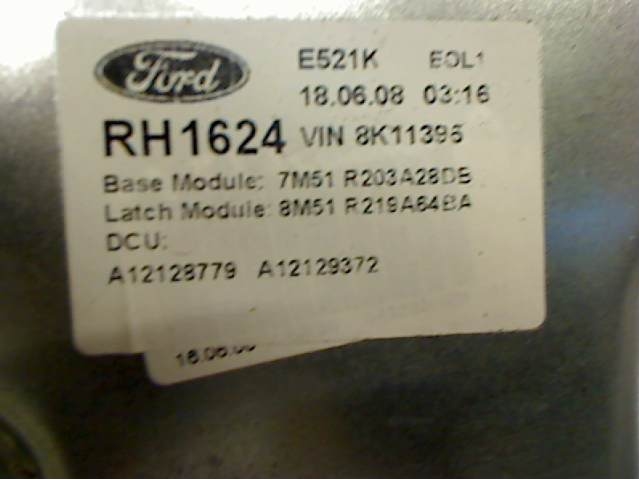 Ford E521K EOL1
18.06.08 03:16
RH1624 VIN 8K11395
Base Module: 7M51 R203A28DB
Latch Module: 8M51 R219A64BA
DCU:
A12128779 A12129372